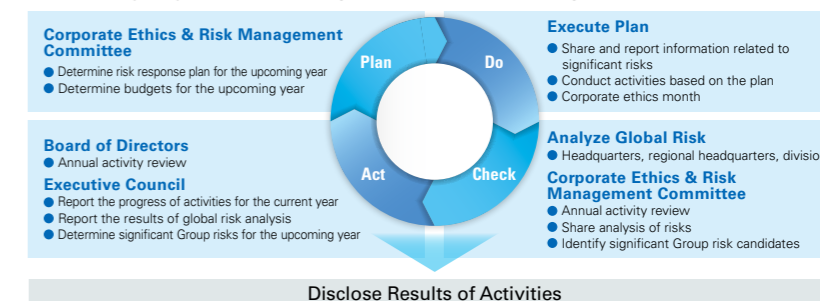 Corporate Ethics & Risk Management
Committee
● Determine risk response plan for the upcoming year
● Determine budgets for the upcoming year
Plan
Do
Execute Plan
● Share and report information related to
significant risks
● Conduct activities based on the plan
● Corporate ethics month
Board of Directors
● Annual activity review
Executive Council
● Report the progress of activities for the current year
● Report the results of global risk analysis
● Determine significant Group risks for the upcoming year
Act
Check
Analyze Global Risk
● Headquarters, regional headquarters, divisio
Corporate Ethics & Risk
Management Committee
● Annual activity review
● Share analysis of risks
● Identify significant Group risk candidates
Disclose Results of Activities